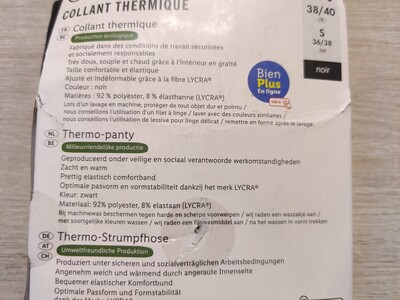 COLLANT THERMIQUE
38/40
FR
S
36/38
noir
FR
BE
Collant thermique
Production écologique
Fabriqué dans des conditions de travail sécurisées
et socialement responsables
Très doux, souple et chaud grâce à l'intérieur en gratté
Taille confortable et élastique
Ajusté et indéformable grâce à la fibre LYCRA®
Couleur : noir
Matières : 92 % polyester, 8 % élasthanne (LYCRA®)
Lors d'un lavage en machine, protéger de tout objet dur et pointu /
nous conseillons l'utilisation d'un filet à linge / laver avec des couleurs similaires /
nous conseillons l'utilisation de lessive pour linge délicat / remettre en forme après le lavage.
Bien
Plus
En ligne
NL
BE
Thermo-panty
Milieuvriendelijke productie
Geproduceerd onder veilige en sociaal verantwoorde werkomstandigheden
Zacht en warm
Prettig elastisch comfortband
Optimale pasvorm en vormstabiliteit dankzij het merk LYCRA®
Kleur: zwart
Materiaal: 92% polyester, 8% elastaan (LYCRA®)
Bij machinewas beschermen tegen harde en scherpe voorwerpen / wij raden een waszakje aan /
met soortgelijke kleuren wassen / wij raden een fijnwasmiddel aan / na het wassen in vorm trekken
DE
AT
CH
Thermo-Strumpfhose
Umweltfreundliche Produktion
Produziert unter sicheren und sozialverträglichen Arbeitsbedingungen
Angenehm weich und wärmend durch angeraute Innenseite
Bequemer elastischer Komfortbund
Optimale Passform und Formstabilität
dank der Marke LYCRA®